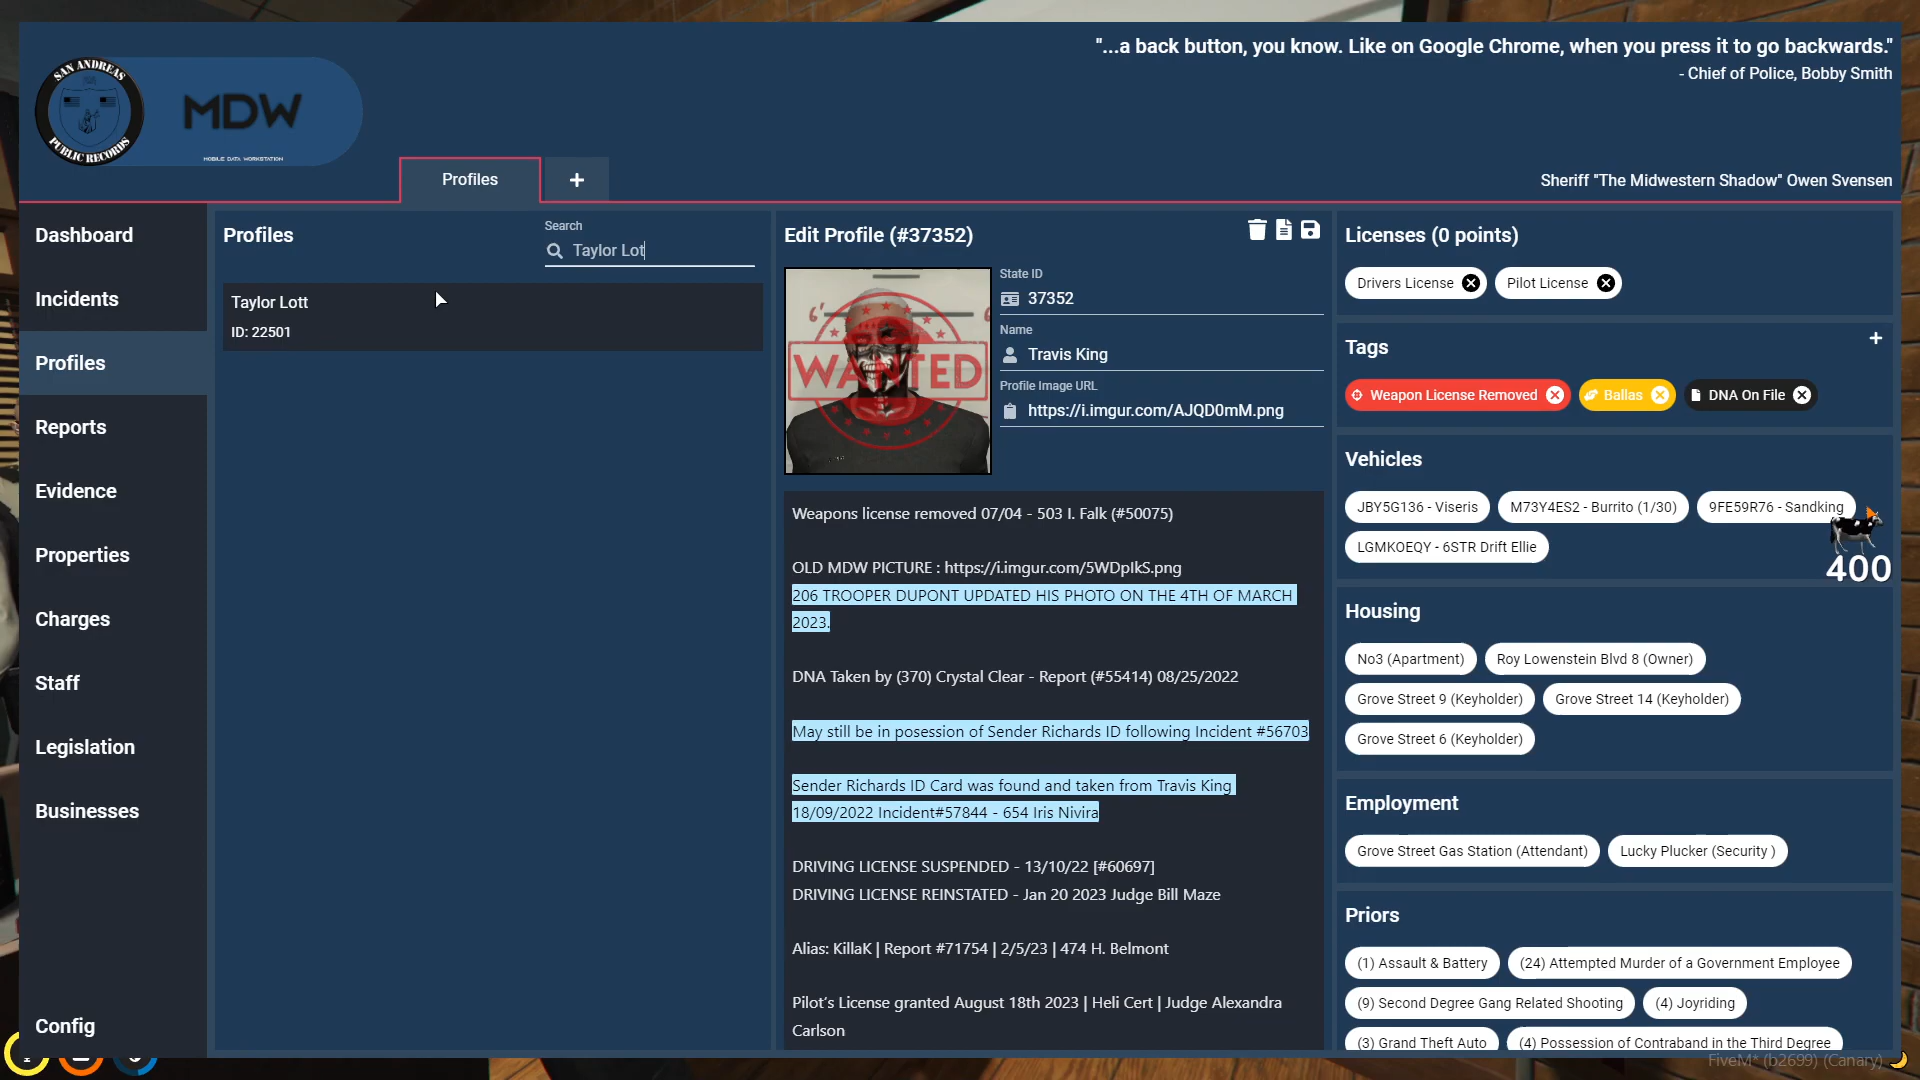 "...a back button, you know. Like on Google Chrome, when you press it to go backwards."
- Chief of Police, Bobby Smith
SAN ANDREAS
PUBLIC RECORDS
MDW
MOBILE DATA WORKSTATION
Profiles
+
Sheriff "The Midwestern Shadow" Owen Svensen
Dashboard
Incidents
Profiles
Reports
Evidence
Properties
Charges
Staff
Legislation
Businesses
Config
Profiles
Search
Taylor Lot
Taylor Lott
ID: 22501
Edit Profile (#37352)
WANTED
State ID
37352
Name
Travis King
Profile Image URL
https://i.imgur.com/AJQD0mM.png
Weapons license removed 07/04 - 503 I. Falk (#50075)
OLD MDW PICTURE : https://i.imgur.com/5WDpIkS.png
206 TROOPER DUPONT UPDATED HIS PHOTO ON THE 4TH OF MARCH
2023.
DNA Taken by (370) Crystal Clear - Report (#55414) 08/25/2022
May still be in posession of Sender Richards ID following Incident #56703
Sender Richards ID Card was found and taken from Travis King
18/09/2022 Incident#57844 - 654 Iris Nivira
DRIVING LICENSE SUSPENDED - 13/10/22 [#60697]
DRIVING LICENSE REINSTATED - Jan 20 2023 Judge Bill Maze
Alias: KillaK | Report #71754 | 2/5/23 | 474 H. Belmont
Pilot's License granted August 18th 2023 | Heli Cert | Judge Alexandra
Carlson
Licenses (0 points)
Drivers License
Pilot License
Tags
+
Weapon License Removed
Ballas
DNA On File
Vehicles
JBY5G136 - Viseris
M73Y4ES2 - Burrito (1/30)
9FE59R76 - Sandking
LGMKOEQY - 6STR Drift Ellie
400
Housing
No3 (Apartment)
Roy Lowenstein Blvd 8 (Owner)
Grove Street 9 (Keyholder)
Grove Street 14 (Keyholder)
Grove Street 6 (Keyholder)
Employment
Grove Street Gas Station (Attendant)
Lucky Plucker (Security )
Priors
(1) Assault & Battery
(24) Attempted Murder of a Government Employee
(9) Second Degree Gang Related Shooting
(4) Joyriding
(3) Grand Theft Auto
(4) Possession of Contraband in the Third Degree
FiveM* (b2699) (Canary)